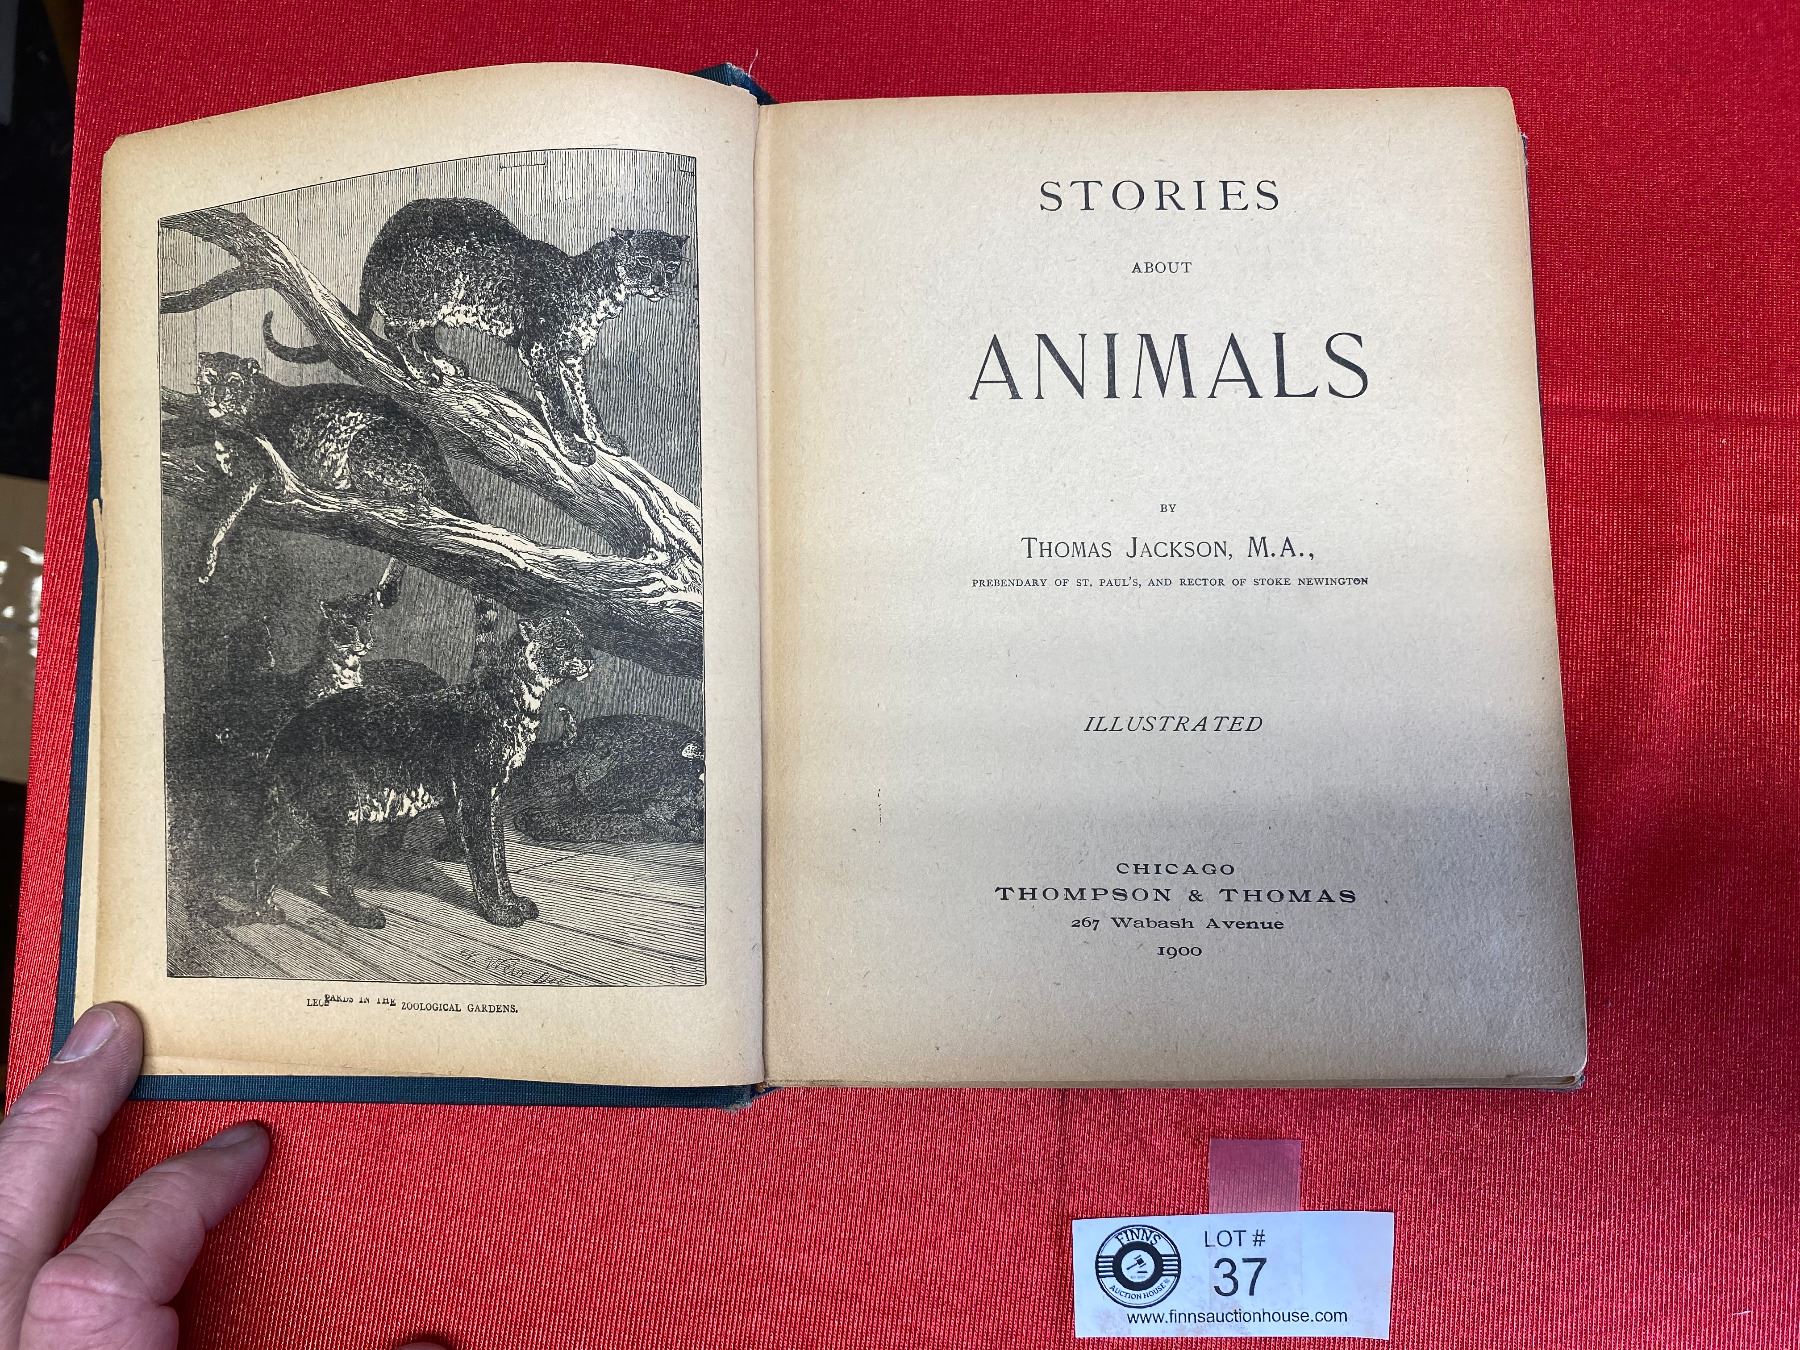 LEOPARDS IN THE ZOOLOGICAL GARDENS.
STORIES
ABOUT
ANIMALS
BY
THOMAS JACKSON, M.A.,
PREBENDARY OF ST. PAUL'S, AND RECTOR OF STOKE NEWINGTON
ILLUSTRATED
CHICAGO
THOMPSON & THOMAS
267 Wabash Avenue
1900
FINNS
AUCTION HOUSE
LOT #
37
www.finnsauctionhouse.com